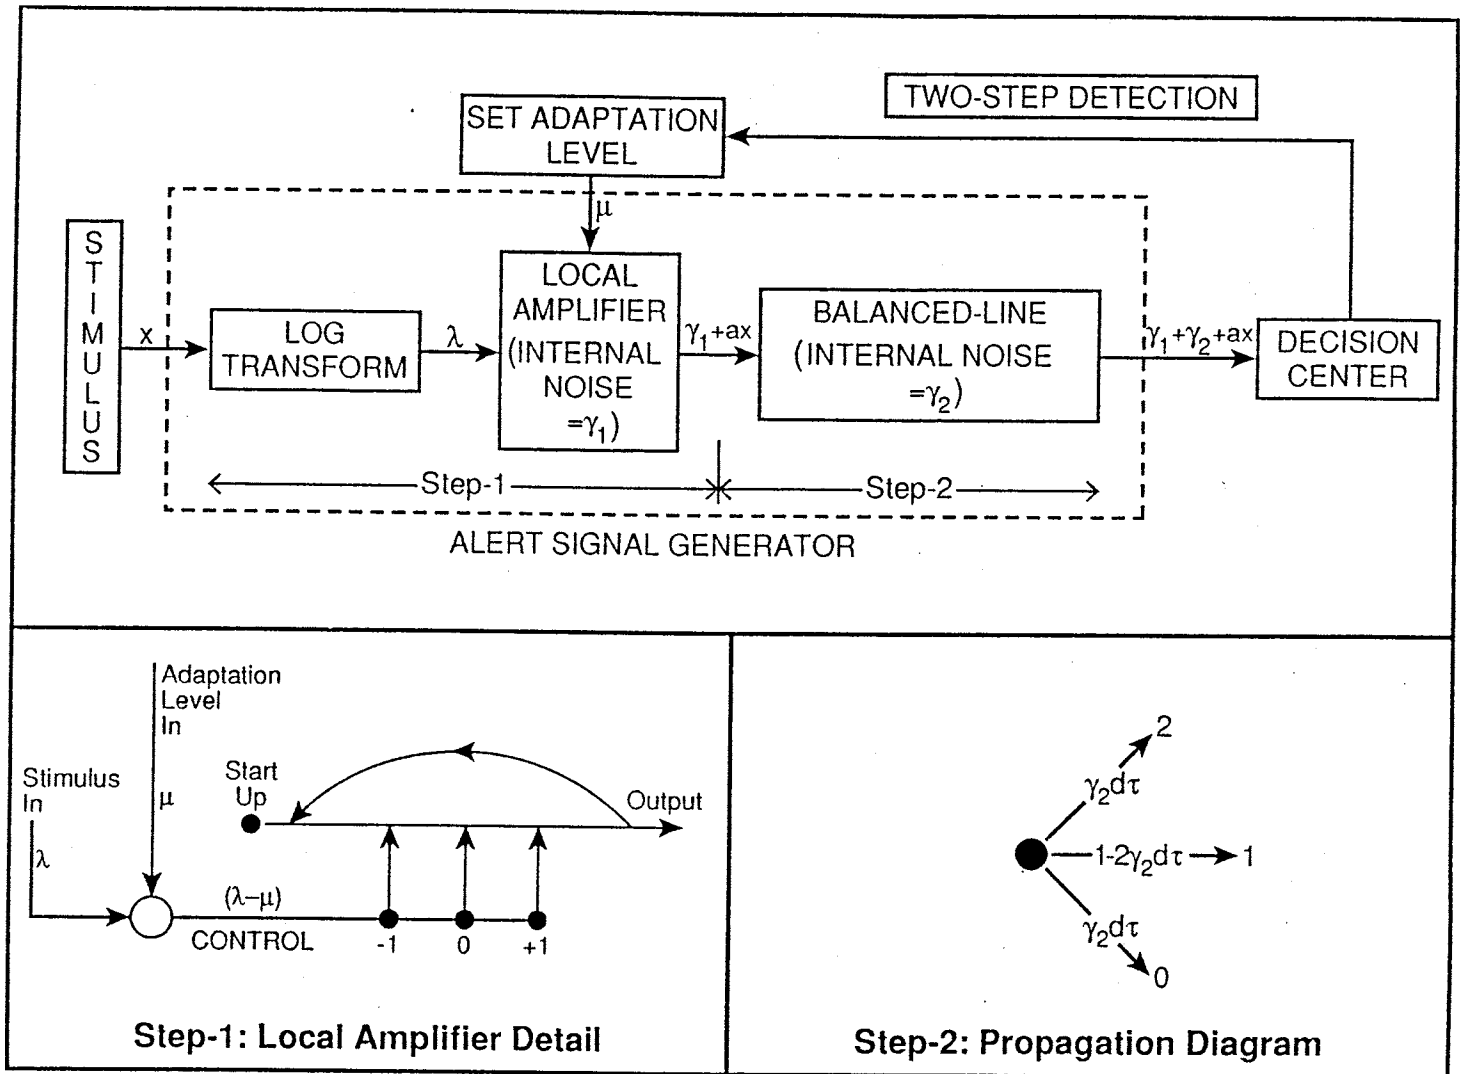 TWO-STEP DETECTION
SET ADAPTATION
LEVEL
μ
STIMULUS
x
LOG
TRANSFORM
λ
LOCAL
AMPLIFIER
(INTERNAL
NOISE
=γ₁)
γ₁+ax
BALANCED-LINE
(INTERNAL NOISE
=γ₂)
γ₁+γ₂+ax
DECISION
CENTER
Step-1
Step-2
ALERT SIGNAL GENERATOR
Adaptation
Level
In
μ
Stimulus
In
λ
Start
Up
Output
(λ–μ)
CONTROL
-1
0
+1
Step-1: Local Amplifier Detail
2
γ₂dτ
1-2γ₂dτ
1
γ₂dτ
0
Step-2: Propagation Diagram